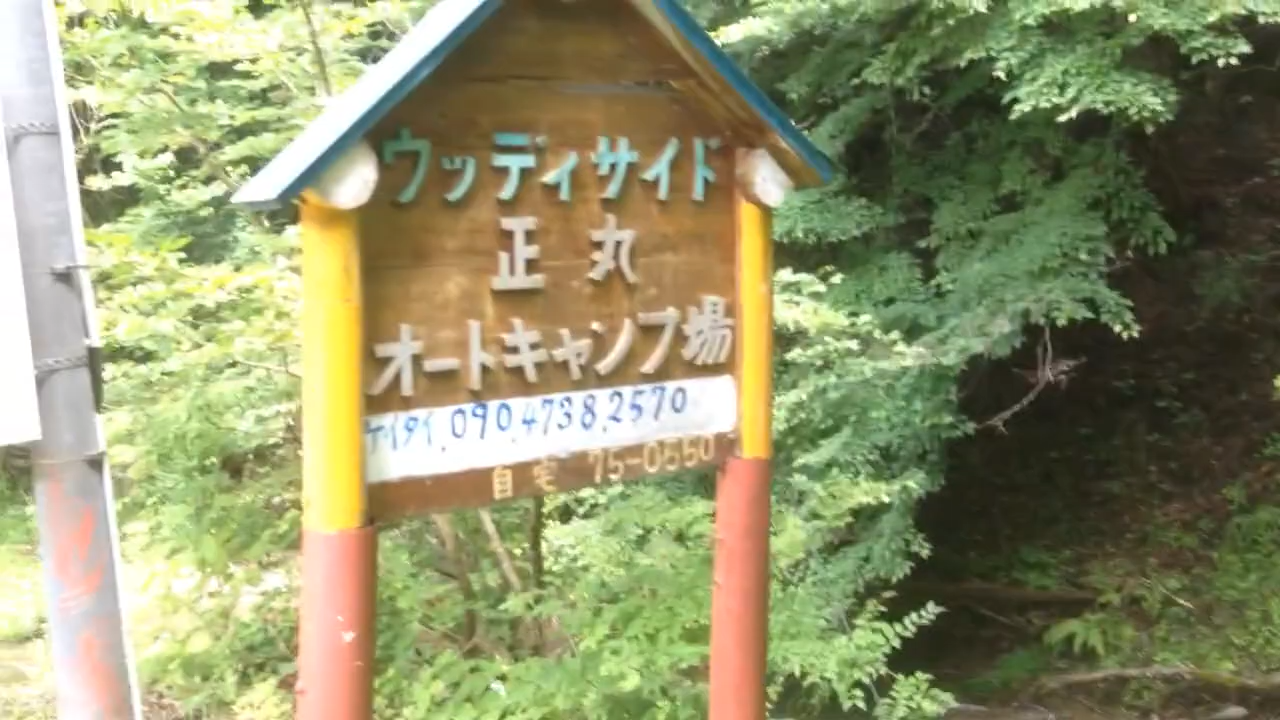 ウッディサイド
正丸
オートキャンプ場
ケイタイ.090.4738.2570
自宅 75-0550